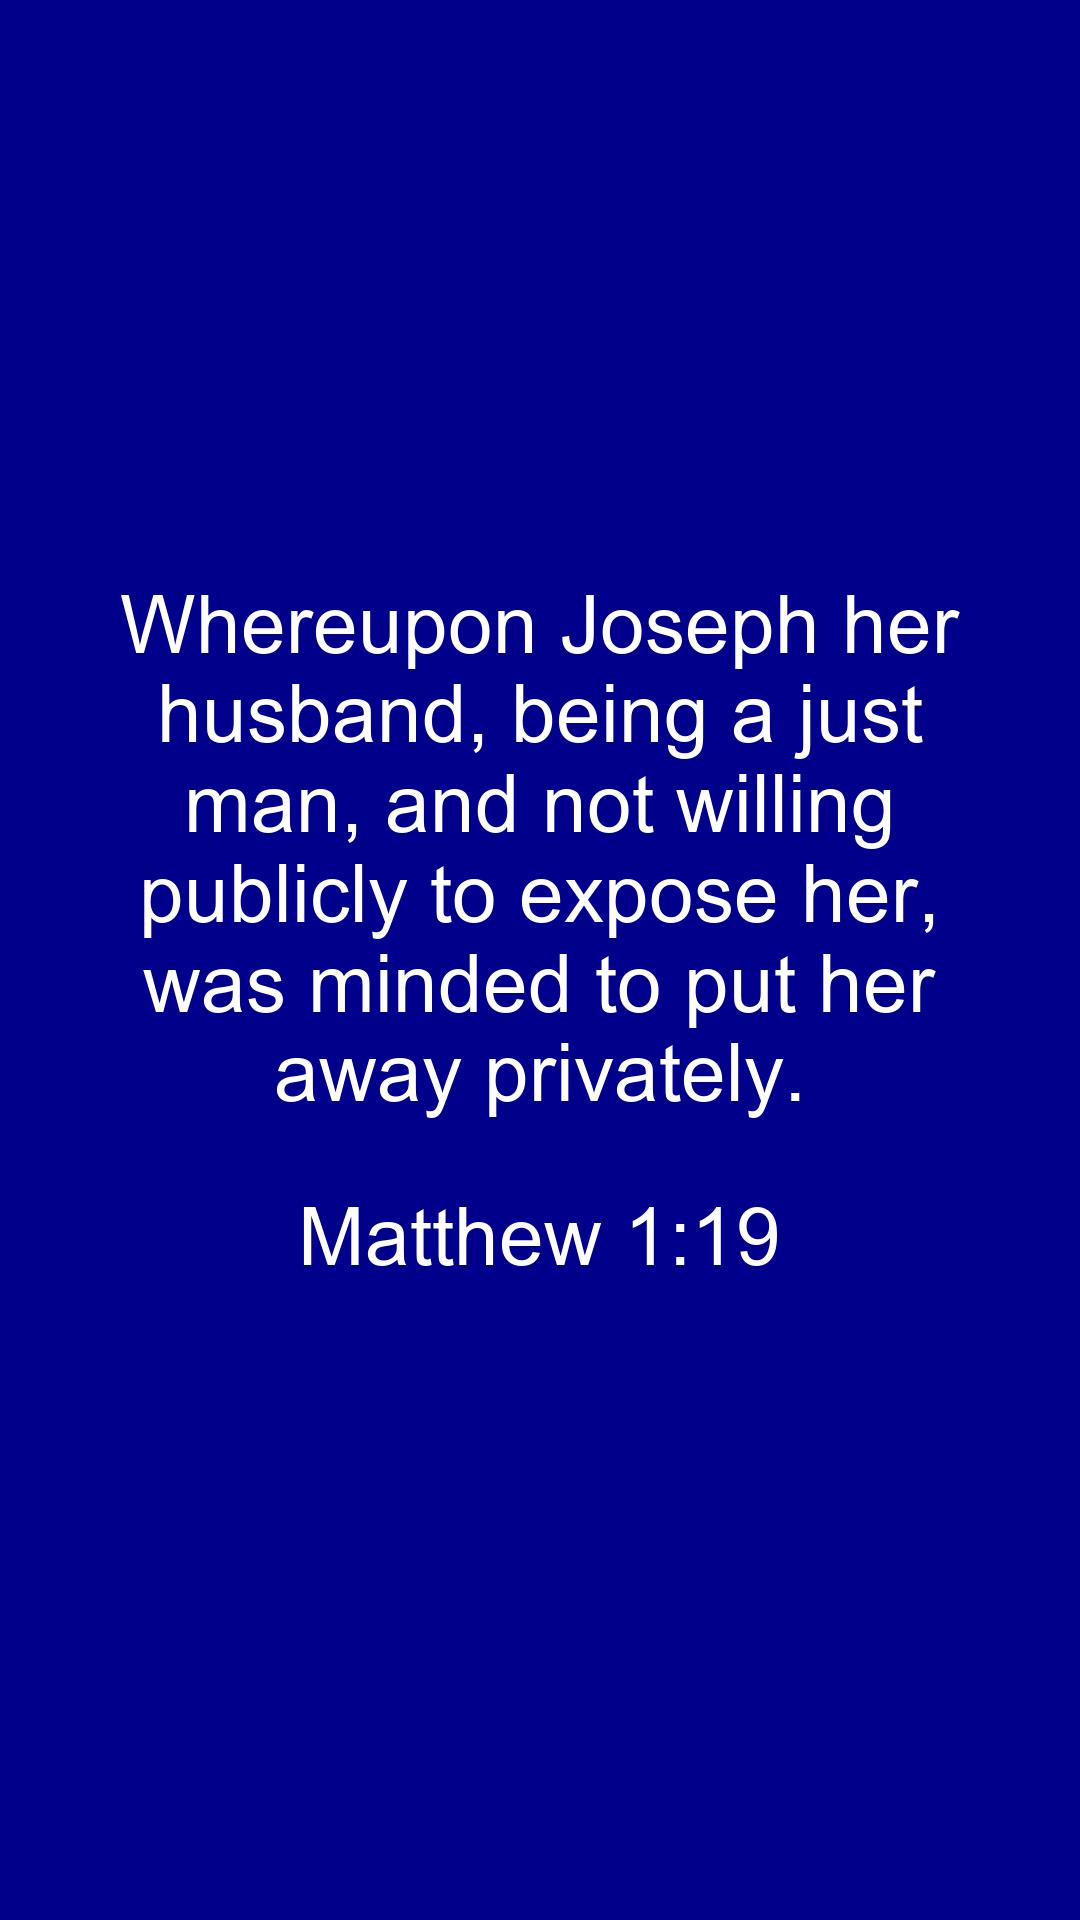 Whereupon Joseph her
husband, being a just
man, and not willing
publicly to expose her,
was minded to put her
away privately.
Matthew 1:19